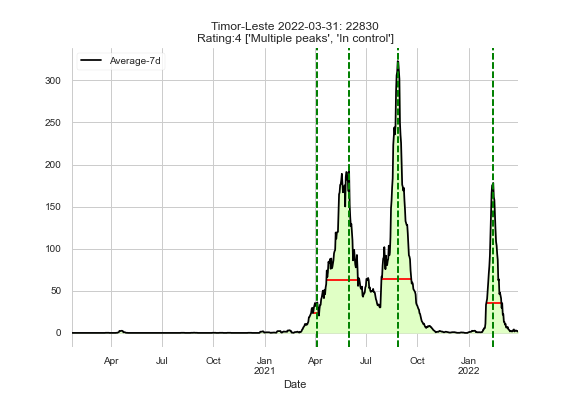 Timor-Leste 2022-03-31: 22830
Rating:4 ['Multiple peaks', 'In control']
Average-7d
300
250
200
150
100
50
0
Apr Jul Oct Jan Apr Jul Oct Jan
2021 2022
Date